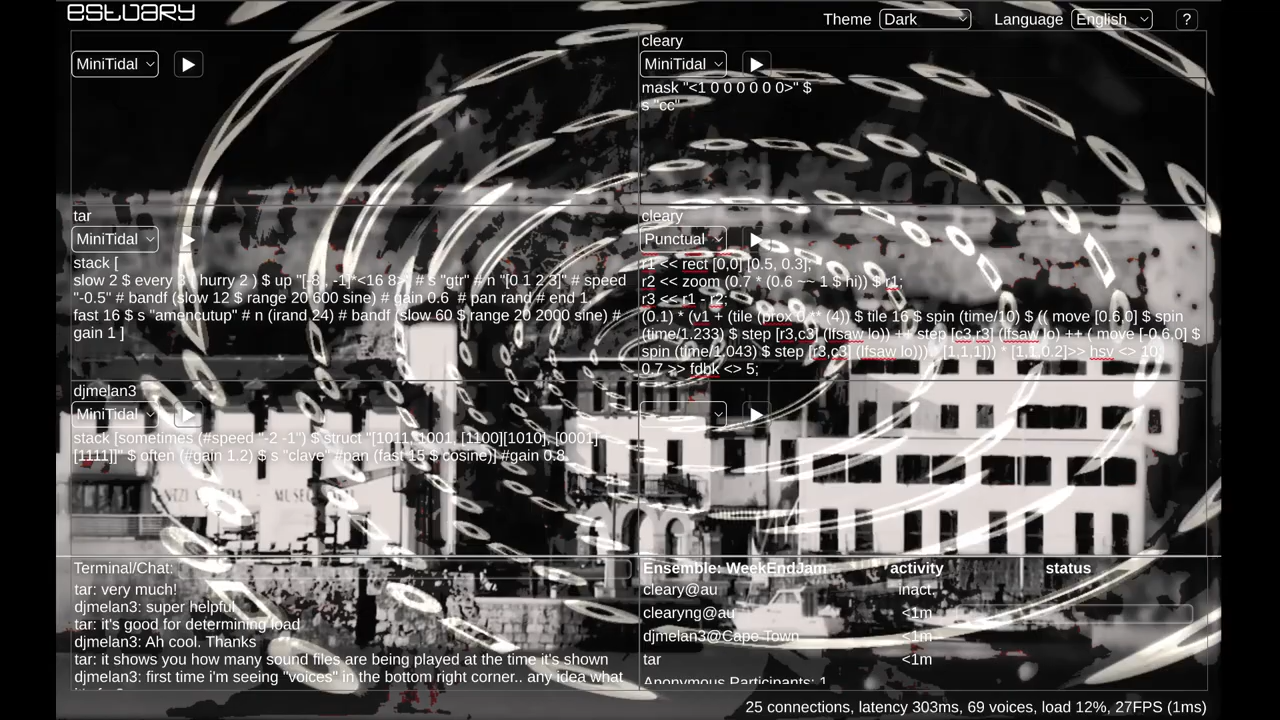 estuary
Theme Dark Language English ?
MiniTidal
cleary
MiniTidal
mask "<1 0 0 0 0 0 0>" $
s "cc"
tar
MiniTidal
stack [
slow 2 $ every 3 ( hurry 2 ) $ up "[-8, -1]*<16 8>" # s "gtr" # n "[0 1 2 3]" # speed
"-0.5" # bandf (slow 12 $ range 20 600 sine) # gain 0.6 # pan rand # end 1,
fast 16 $ s "amencutup" # n (irand 24) # bandf (slow 60 $ range 20 2000 sine) #
gain 1 ]
cleary
Punctual
r1 << rect [0,0] [0.5, 0.3];
r2 << zoom (0.7 * (0.6 ~~ 1 $ hi)) $ r1;
r3 << r1 - r2;
(0.1) * (v1 + (tile (prox 0 ** (4)) $ tile 16 $ spin (time/10) $ (( move [0.6,0] $ spin
(time/1.233) $ step [r3,c3] (lfsaw lo)) ++ step [c3,r3] (lfsaw lo) ++ ( move [-0.6,0] $
spin (time/1.043) $ step [r3,c3] (lfsaw lo))) * [1,1,1])) * [1,1,0.2]>> hsv <> 10;
0.7 >> fdbk <> 5;
djmelan3
MiniTidal
stack [sometimes (#speed "-2 -1") $ struct "[1011, 1001, [1100][1010], [0001]
[1111]]" $ often (#gain 1.2) $ s "clave" #pan (fast 15 $ cosine)] #gain 0.8
MUSEO
Terminal/Chat:
tar: very much!
djmelan3: super helpful
tar: it's good for determining load
djmelan3: Ah cool. Thanks
tar: it shows you how many sound files are being played at the time it's shown
djmelan3: first time i'm seeing "voices" in the bottom right corner.. any idea what
Ensemble: WeekEndJam activity status
cleary@au inact.
clearyng@au <1m
djmelan3@Cape Town <1m
tar <1m
Anonymous Participants: 1
25 connections, latency 303ms, 69 voices, load 12%, 27FPS (1ms)